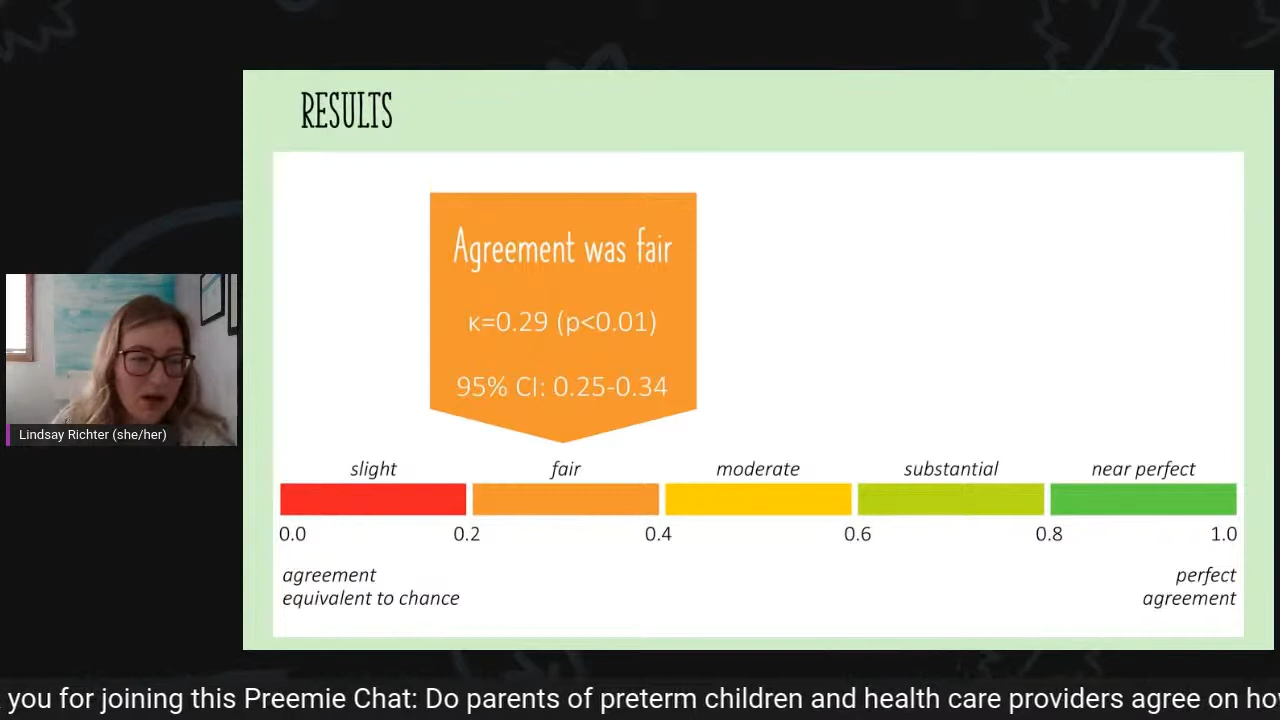 RESULTS
Agreement was fair
κ=0.29 (p<0.01)
95% CI: 0.25-0.34
slight fair moderate substantial near perfect
0.0 0.2 0.4 0.6 0.8 1.0
agreement
equivalent to chance
perfect
agreement
Lindsay Richter (she/her)
you for joining this Preemie Chat: Do parents of preterm children and health care providers agree on